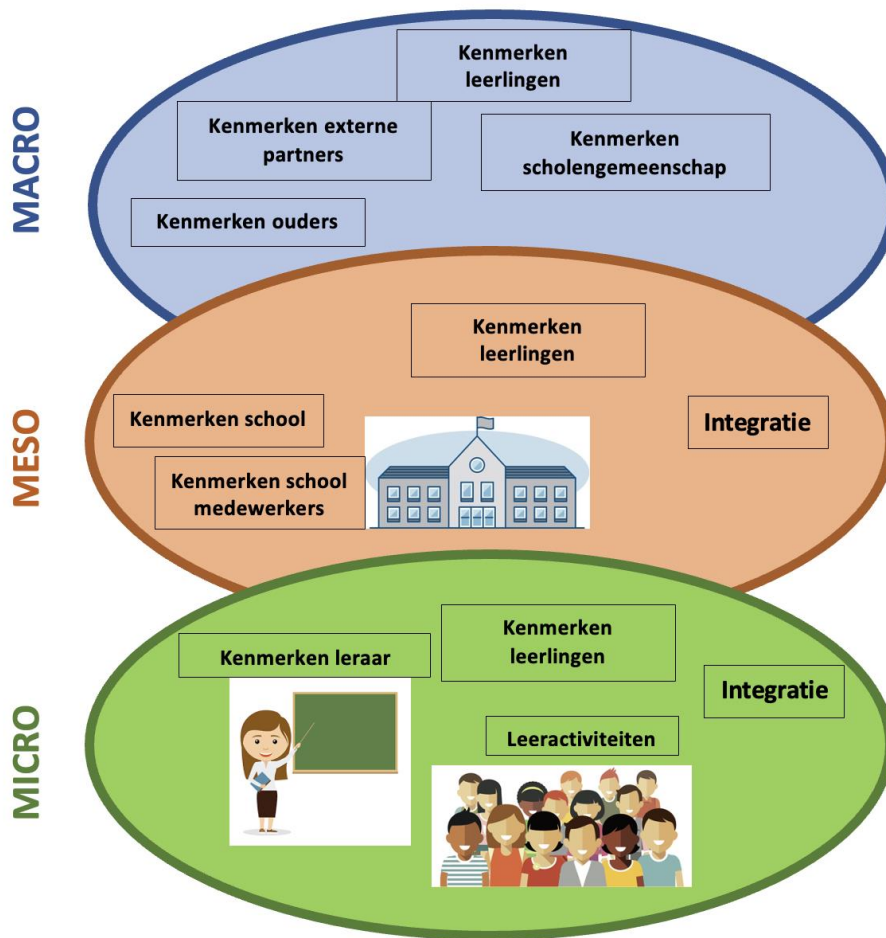 MACRO
Kenmerken
leerlingen
Kenmerken externe
partners
Kenmerken
scholengemeenschap
Kenmerken ouders
MESO
Kenmerken
leerlingen
Kenmerken school
Integratie
Kenmerken school
medewerkers
MICRO
Kenmerken leraar
Kenmerken
leerlingen
Integratie
Leeractiviteiten